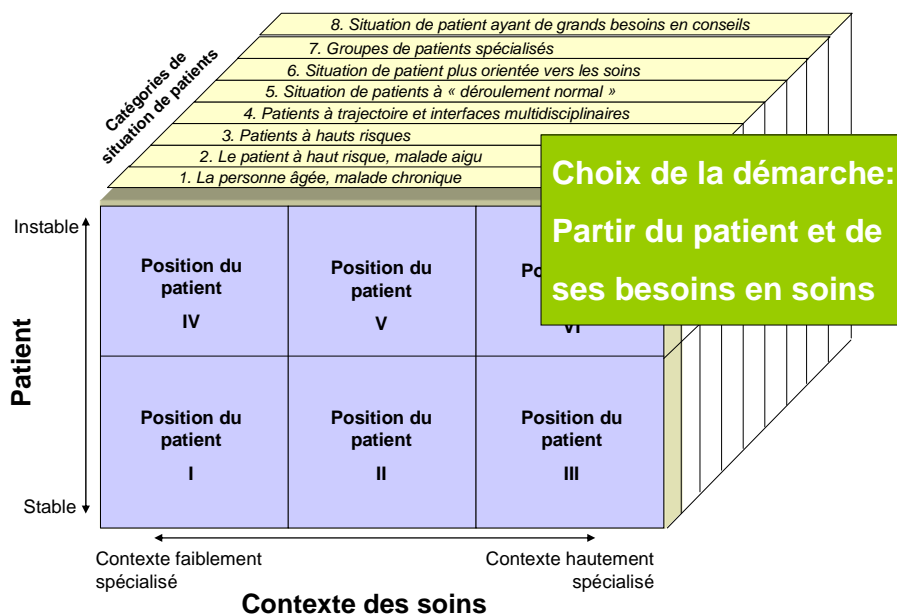 8. Situation de patient ayant de grands besoins en conseils
7. Groupes de patients spécialisés
6. Situation de patient plus orientée vers les soins
5. Situation de patients à « déroulement normal »
4. Patients à trajectoire et interfaces multidisciplinaires
3. Patients à hauts risques
2. Le patient à haut risque, malade aigu
1. La personne âgée, malade chronique
Catégories de
situation de patients
Choix de la démarche:
Partir du patient et de
ses besoins en soins
Instable
Patient
Stable
Position du
patient
IV
Position du
patient
V
VI
Position du
patient
I
Position du
patient
II
Position du
patient
III
Contexte faiblement
spécialisé
Contexte hautement
spécialisé
Contexte des soins